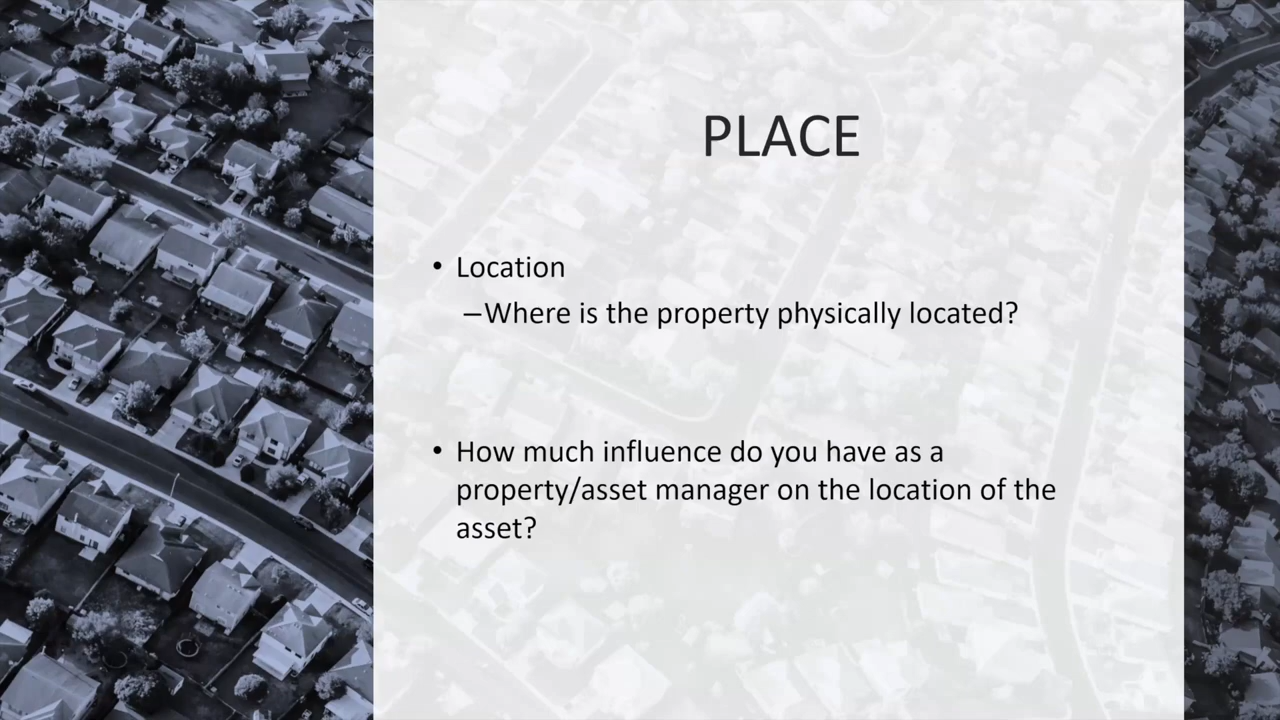 PLACE
• Location
–Where is the property physically located?
• How much influence do you have as a
property/asset manager on the location of the
asset?